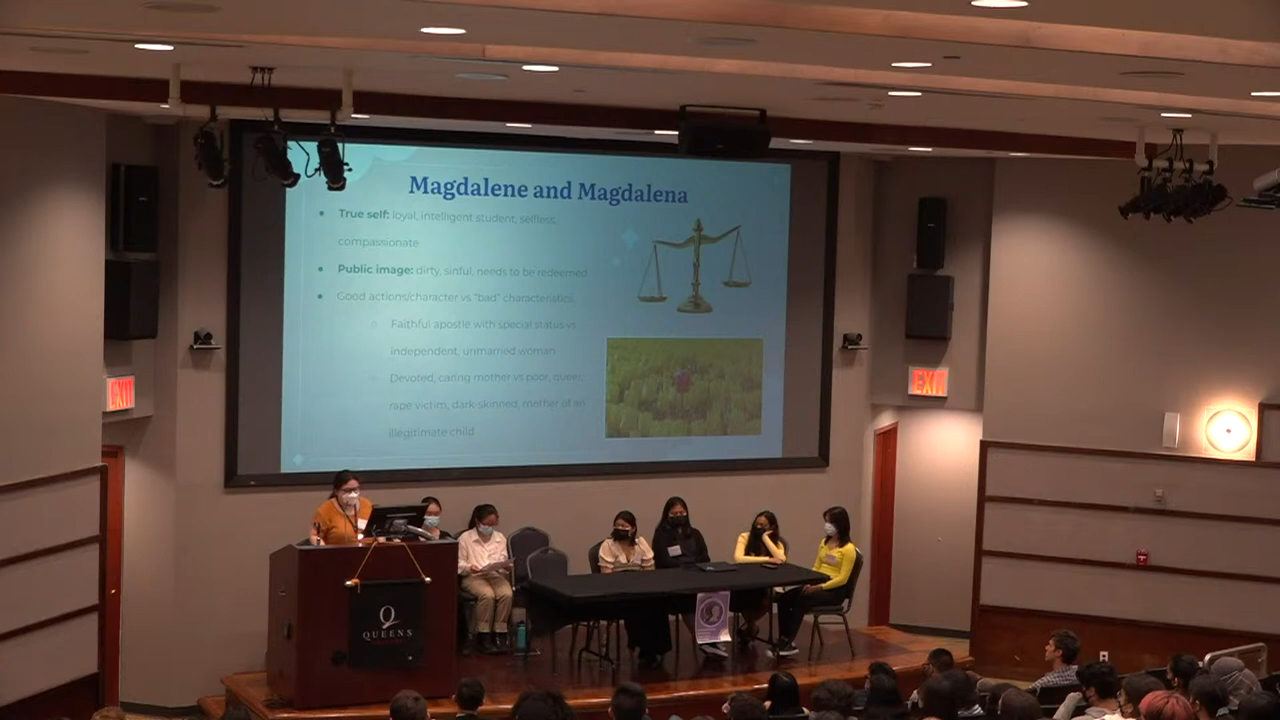 Magdalene and Magdalena
• True self: loyal, intelligent student, selfless,
compassionate
• Public image: dirty, sinful, needs to be redeemed
• Good actions/character vs "bad" characteristics
Faithful apostle with special status vs
independent, unmarried woman
Devoted, caring mother vs poor, queer,
rape victim, dark-skinned, mother of an
illegitimate child
EXIT
EXIT
Q
QUEENS